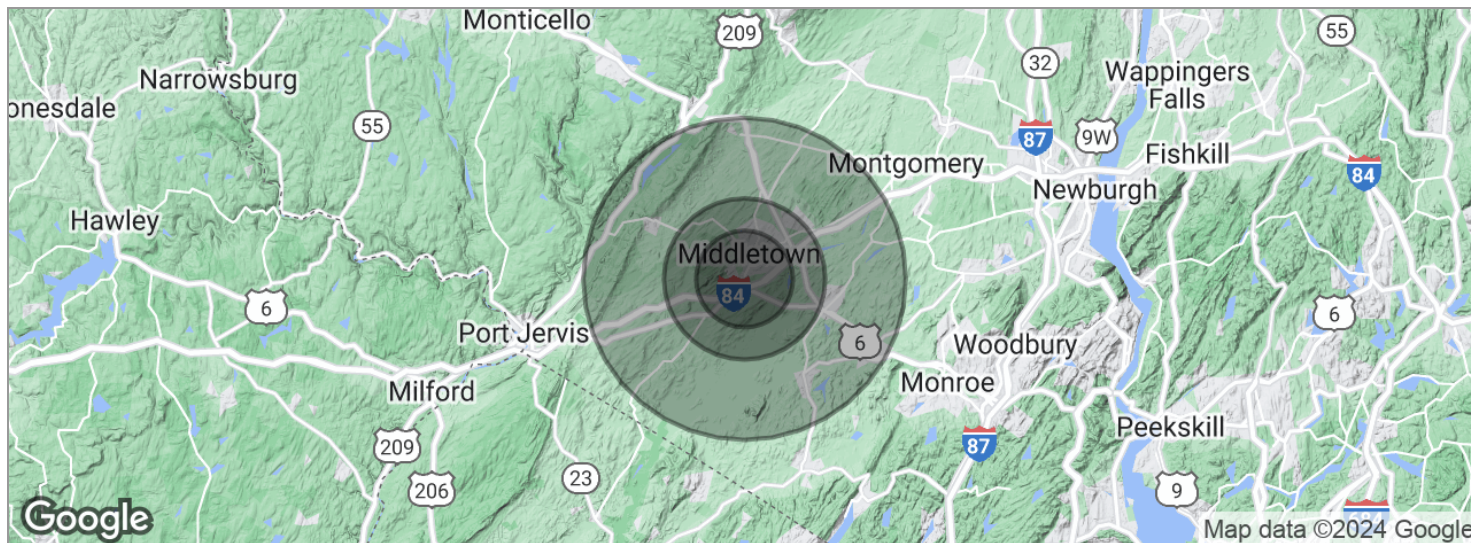 Monticello
209
55
32
Wappingers
Falls
Narrowsburg
onesdale
55
87
9W
Montgomery
Fishkill
84
Newburgh
Hawley
Middletown
84
6
6
Port Jervis
6
Woodbury
Monroe
Milford
Peekskill
209
87
23
206
9
684
Google
Map data ©2024 Google